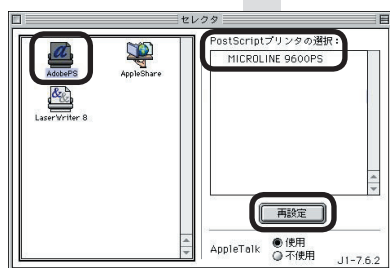 セレクタ
AdobePS
AppleShare
LaserWriter 8
PostScriptプリンタの選択：
MICROLINE 9600PS
再設定
AppleTalk
使用
不使用
J1-7.6.2